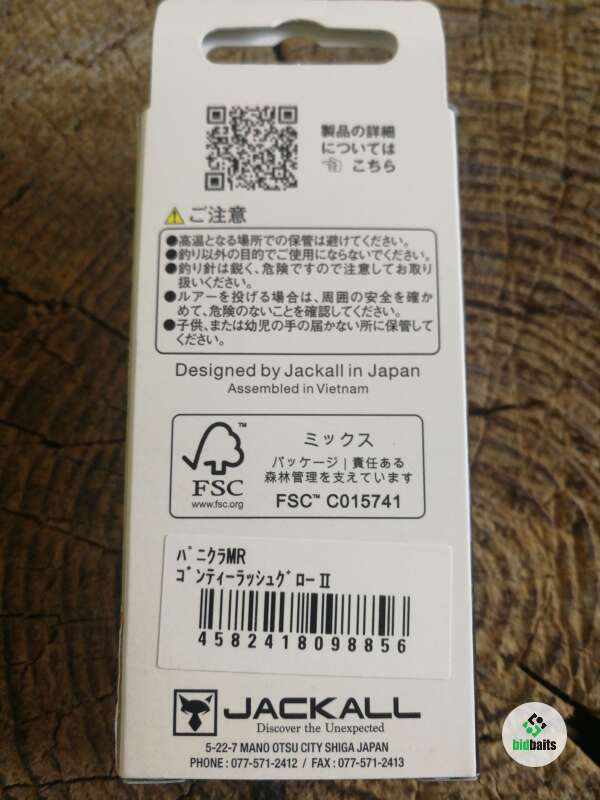 製品の詳細
については
☞ こちら
⚠ご注意
●高温となる場所での保管は避けてください。
●釣り以外の目的でご使用にならないでください。
●釣り針は鋭く、危険ですので注意してお取り
扱いください。
●ルアーを投げる場合は、周囲の安全を確か
めて、危険のないことを確認してください。
●子供、または幼児の手の届かない所に保管して
ください。
Designed by Jackall in Japan
Assembled in Vietnam
FSC
www.fsc.org
ミックス
パッケージ | 責任ある
森林管理を支えています
FSC™ C015741
ﾊﾞﾆｸﾗMR
ｺﾞﾝﾃｨｰﾗｯｼｭｸﾞﾛｰⅡ
4582418098856
JACKALL
Discover the Unexpected
5-22-7 MANO OTSU CITY SHIGA JAPAN
PHONE : 077-571-2412 / FAX : 077-571-2413
bidbaits